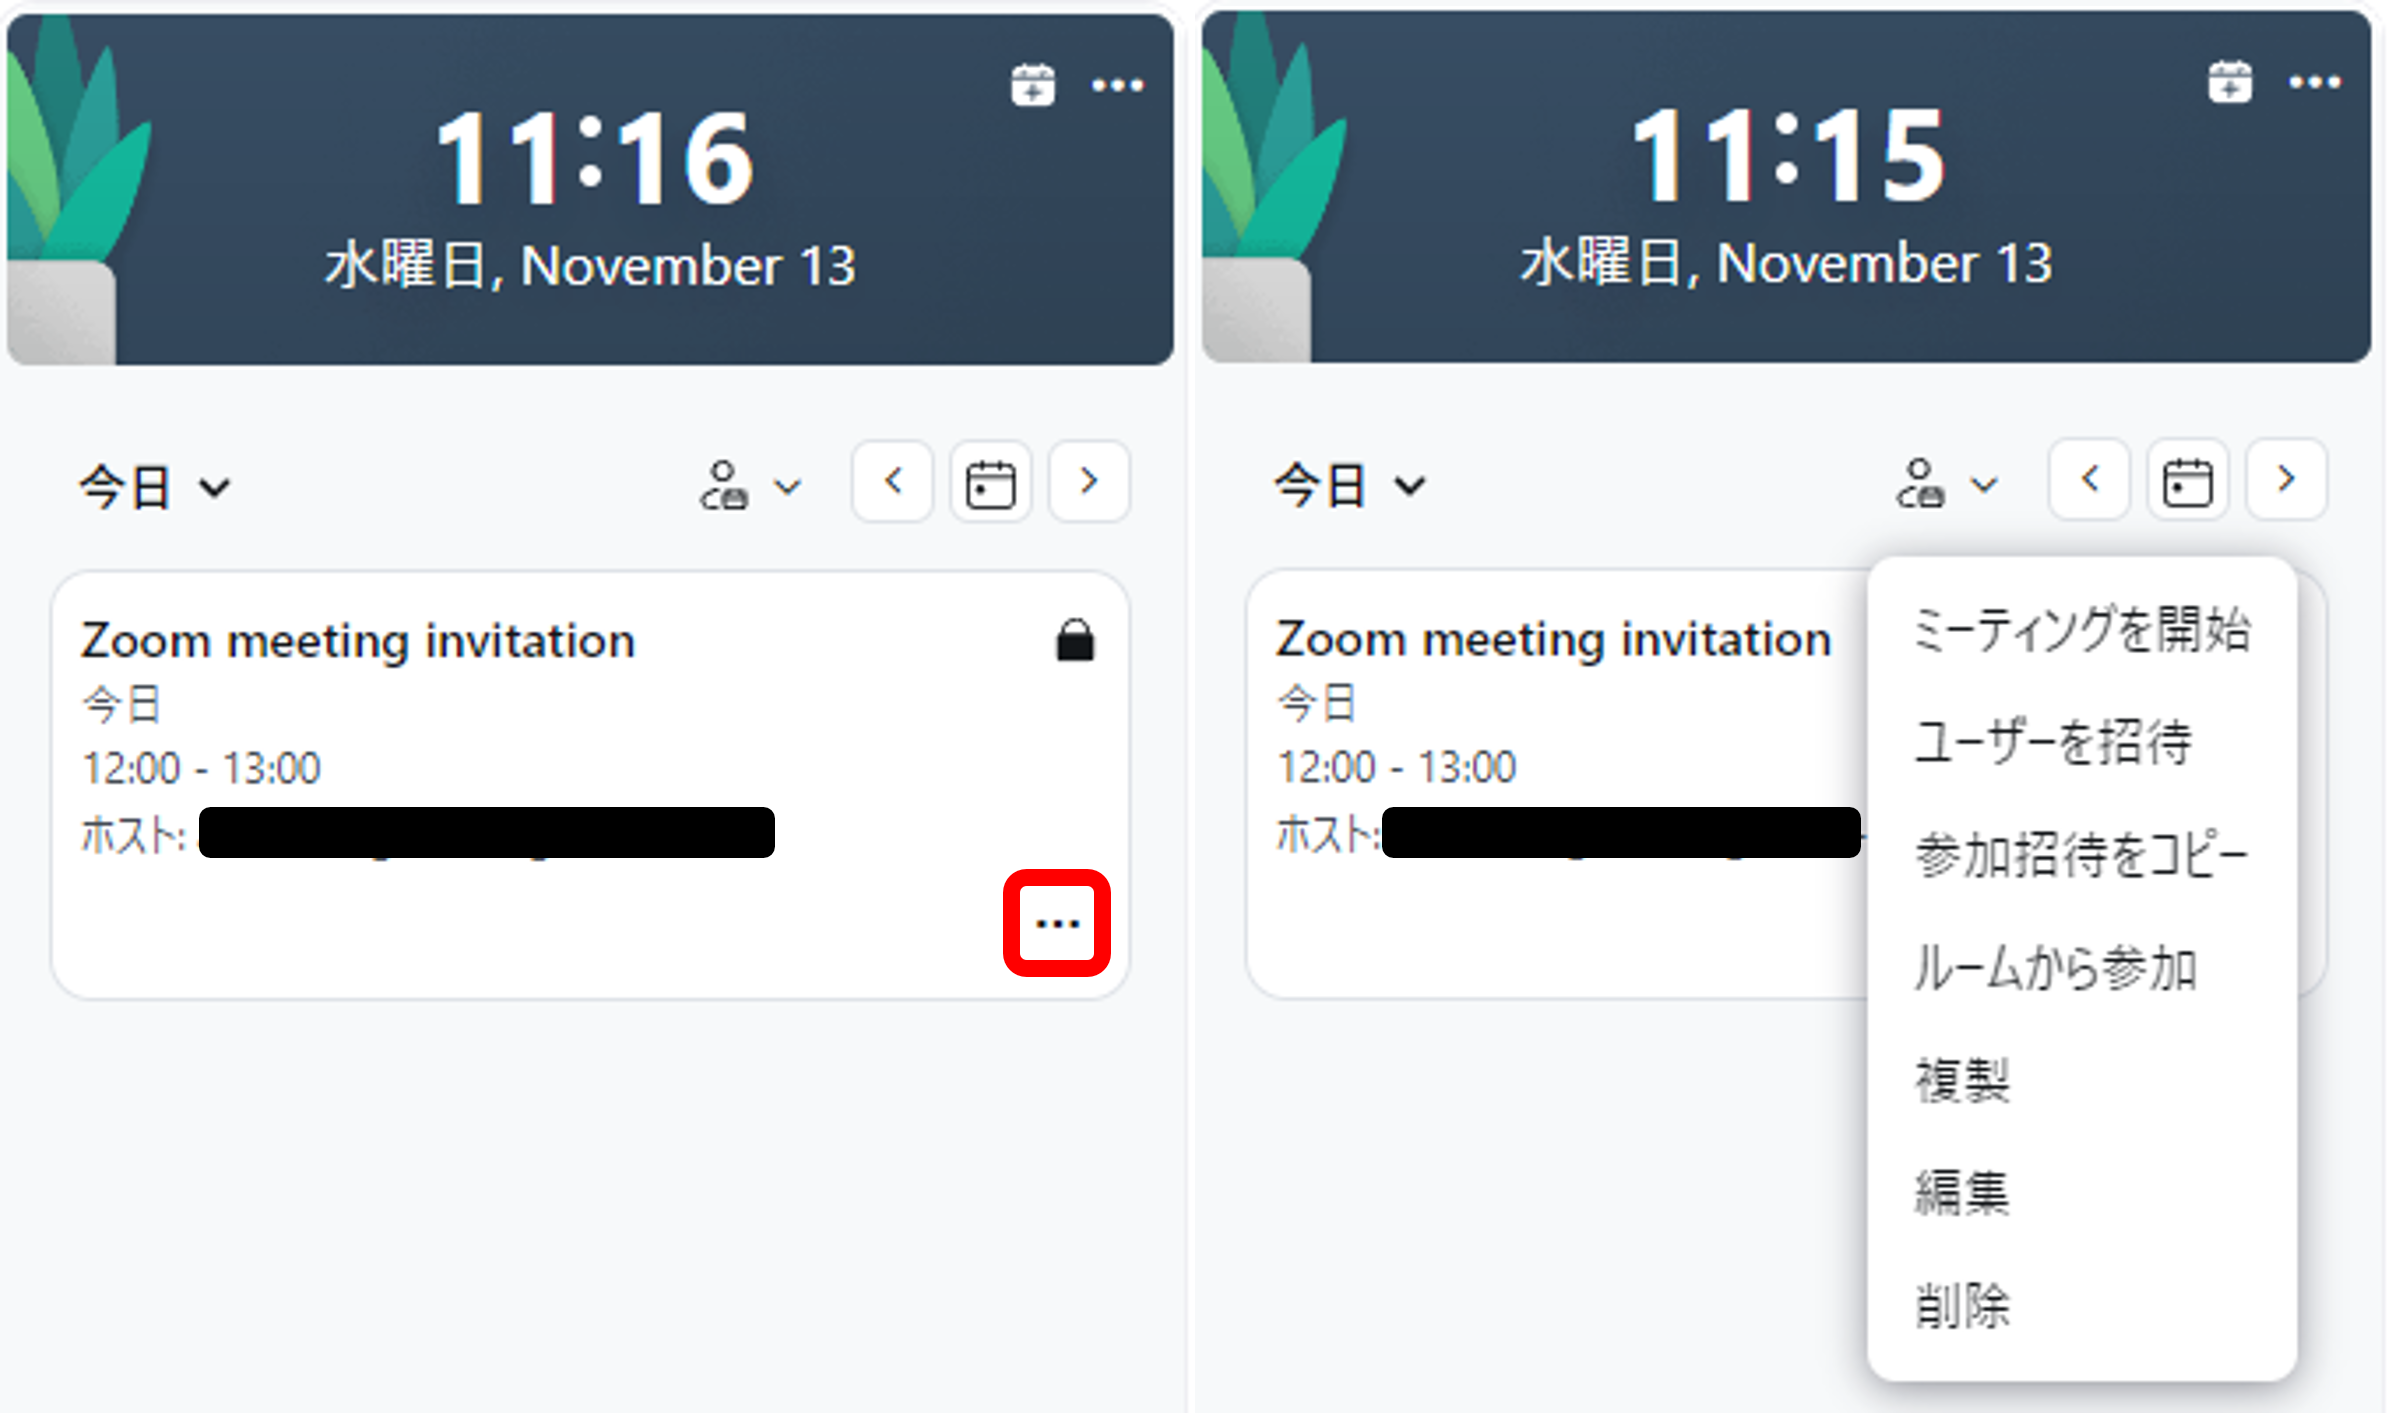 11:16
水曜日, November 13
今日
Zoom meeting invitation
今日
12:00 - 13:00
ホスト:
11:15
水曜日, November 13
今日
Zoom meeting invitation
今日
12:00 - 13:00
ホスト:
ミーティングを開始
ユーザーを招待
参加招待をコピー
ルームから参加
複製
編集
削除